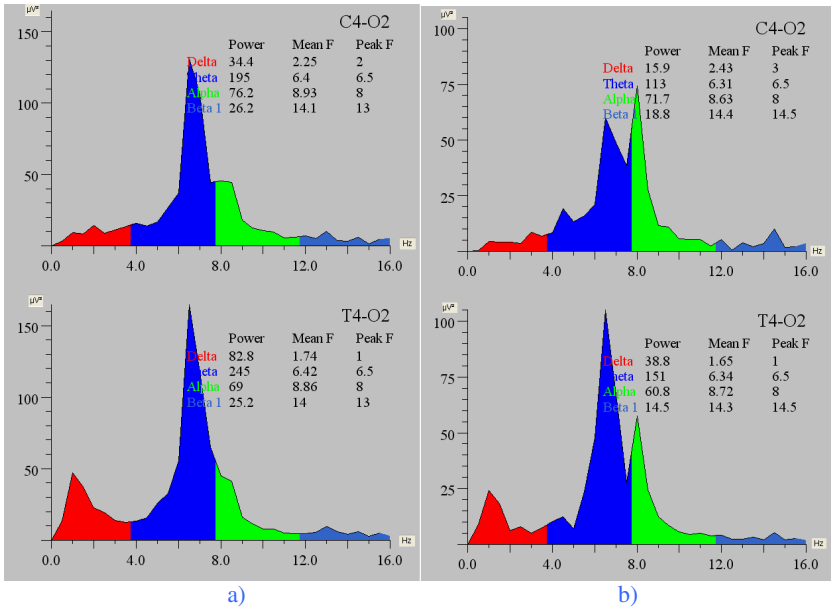 µV²
C4-O2
150
Power Mean F Peak F
Delta 34.4 2.25 2
Theta 195 6.4 6.5
Alpha 76.2 8.93 8
Beta 1 26.2 14.1 13
100
50
Hz
0.0 4.0 8.0 12.0 16.0
µV²
T4-O2
150
Power Mean F Peak F
Delta 82.8 1.74 1
Theta 245 6.42 6.5
Alpha 69 8.86 8
Beta 1 25.2 14 13
100
50
Hz
0.0 4.0 8.0 12.0 16.0
a)
µV²
C4-O2
100
Power Mean F Peak F
Delta 15.9 2.43 3
Theta 113 6.31 6.5
Alpha 71.7 8.63 8
Beta 1 18.8 14.4 14.5
75
50
25
Hz
0.0 4.0 8.0 12.0 16.0
µV²
T4-O2
100
Power Mean F Peak F
Delta 38.8 1.65 1
Theta 151 6.34 6.5
Alpha 60.8 8.72 8
Beta 1 14.5 14.3 14.5
75
50
25
Hz
0.0 4.0 8.0 12.0 16.0
b)